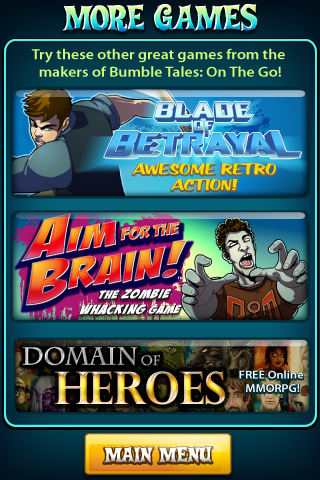 MORE GAMES
Try these other great games from the
makers of Bumble Tales: On The Go!
BLADE
OF
BETRAYAL
AWESOME RETRO
ACTION!
AIM FOR THE
BRAIN!
THE ZOMBIE
WHACKING GAME
NOM
DOMAIN OF
HEROES
FREE Online
MMORPG!
MAIN MENU